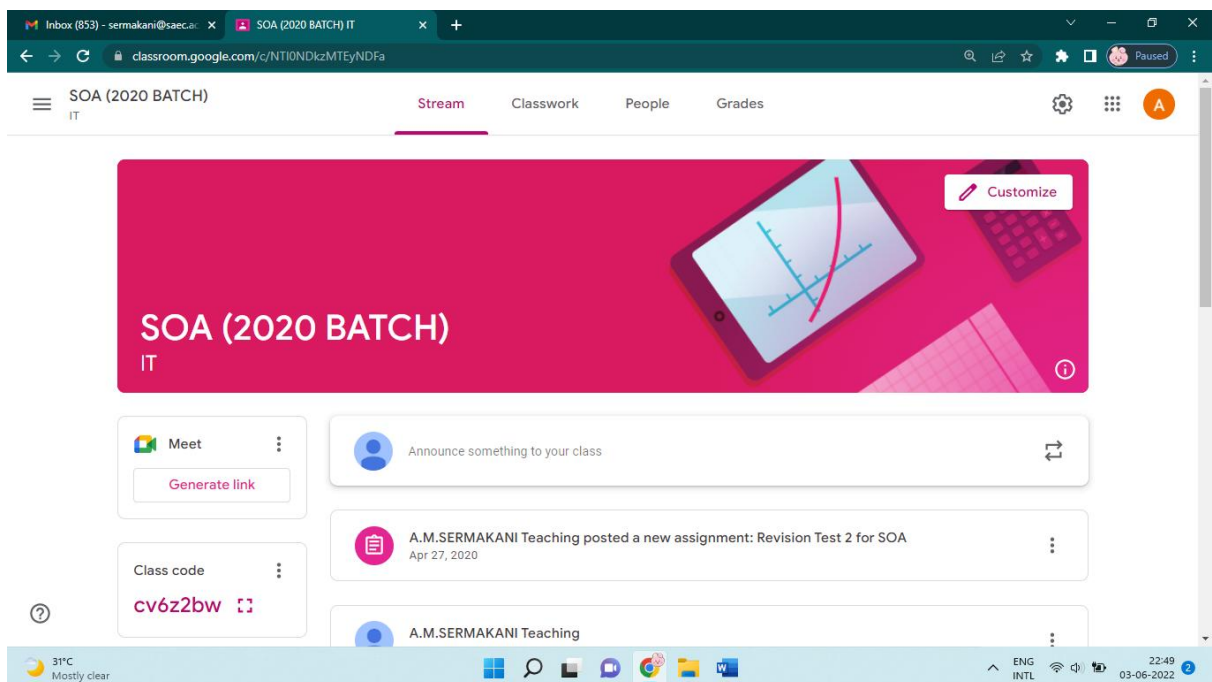 Inbox (853) - sermakani@saec.ac
SOA (2020 BATCH) IT
classroom.google.com/c/NTI0NDkzMTEyNDFa
Paused
SOA (2020 BATCH)
IT
Stream Classwork People Grades
A
Customize
SOA (2020 BATCH)
IT
Meet
Generate link
Announce something to your class
A.M.SERMAKANI Teaching posted a new assignment: Revision Test 2 for SOA
Apr 27, 2020
Class code
cv6z2bw
A.M.SERMAKANI Teaching
31°C
Mostly clear
ENG
INTL
22:49
03-06-2022
2